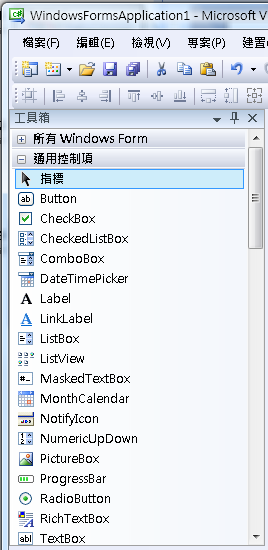 WindowsFormsApplication1 - Microsoft V
檔案(F) 編輯(E) 檢視(V) 專案(P) 建置
工具箱
所有 Windows Form
通用控制項
指標
Button
CheckBox
CheckedListBox
ComboBox
DateTimePicker
Label
LinkLabel
ListBox
ListView
MaskedTextBox
MonthCalendar
NotifyIcon
NumericUpDown
PictureBox
ProgressBar
RadioButton
RichTextBox
TextBox